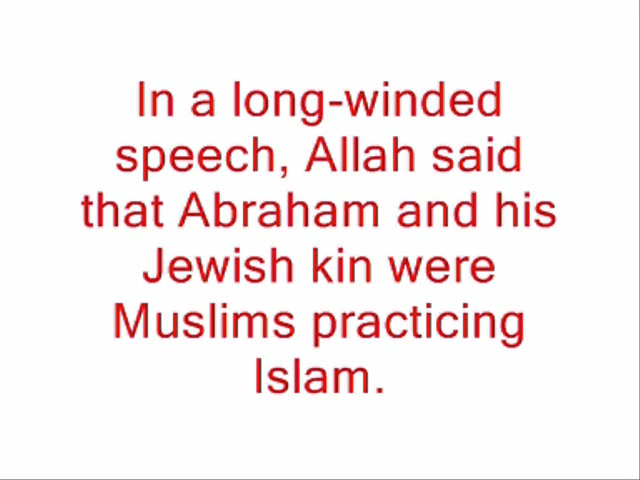 In a long-winded
speech, Allah said
that Abraham and his
Jewish kin were
Muslims practicing
Islam.